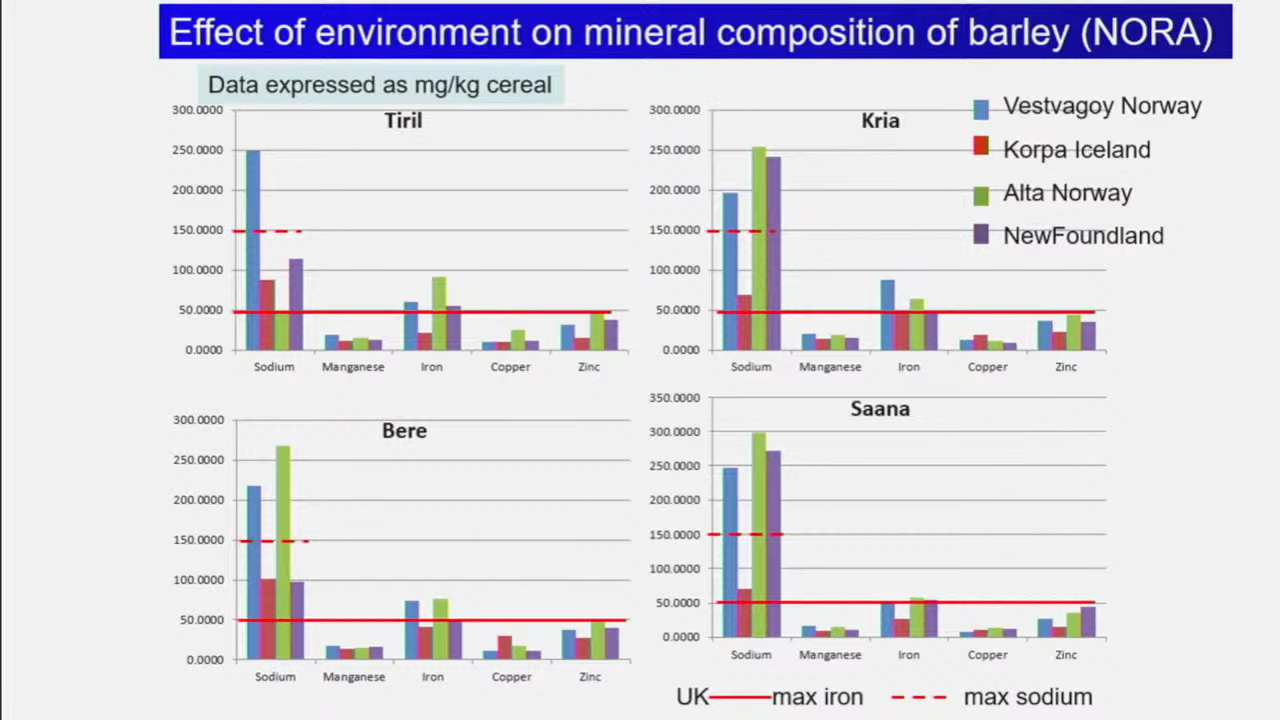 Effect of environment on mineral composition of barley (NORA)
Data expressed as mg/kg cereal
Tiril
300.0000
250.0000
200.0000
150.0000
100.0000
50.0000
0.0000
Sodium Manganese Iron Copper Zinc
Kria
300.0000
250.0000
200.0000
150.0000
100.0000
50.0000
0.0000
Sodium Manganese Iron Copper Zinc
Vestvagoy Norway
Korpa Iceland
Alta Norway
NewFoundland
Bere
300.0000
250.0000
200.0000
150.0000
100.0000
50.0000
0.0000
Sodium Manganese Iron Copper Zinc
Saana
350.0000
300.0000
250.0000
200.0000
150.0000
100.0000
50.0000
0.0000
Sodium Manganese Iron Copper Zinc
UK max iron max sodium